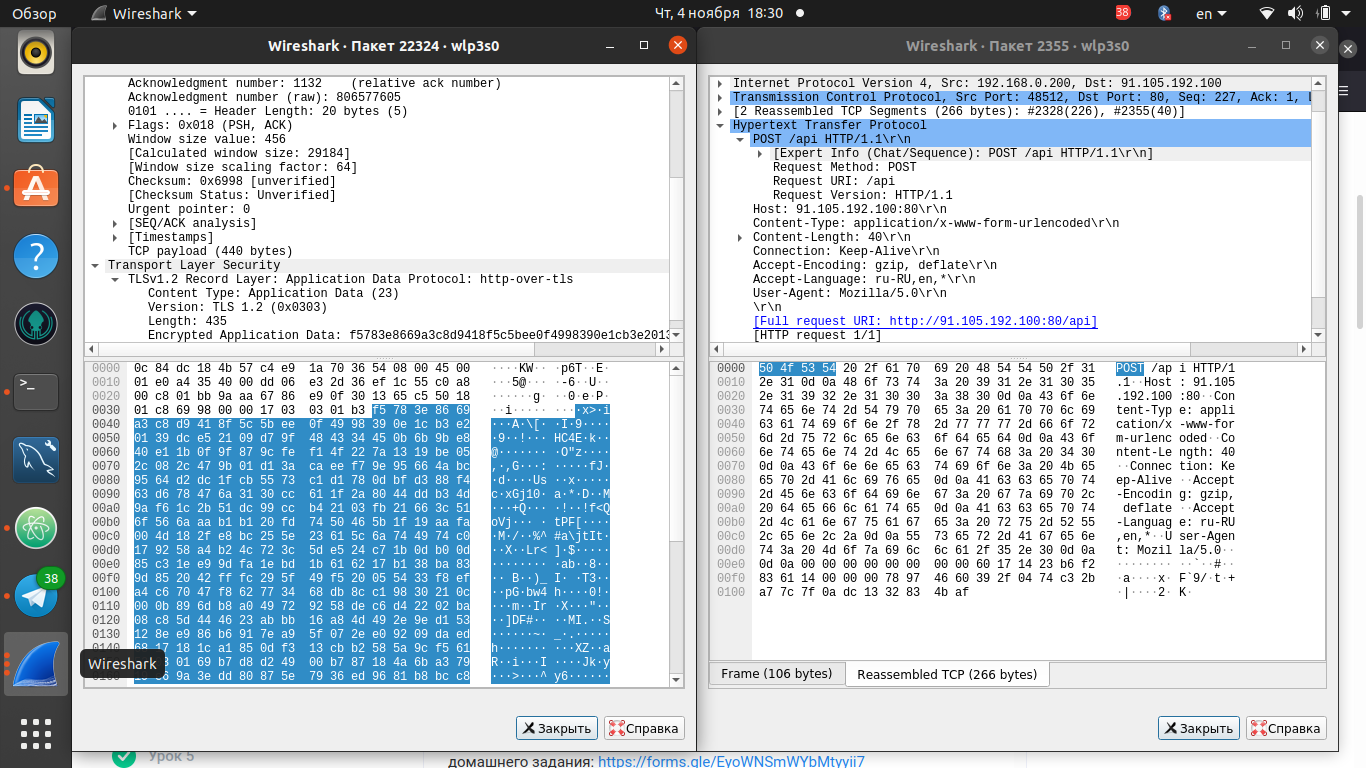 Обзор
Wireshark
Чт, 4 ноября 18:30
38
en
Wireshark · Пакет 22324 · wlp3s0
Acknowledgment number: 1132    (relative ack number)
Acknowledgment number (raw): 806577605
0101 .... = Header Length: 20 bytes (5)
Flags: 0x018 (PSH, ACK)
Window size value: 456
[Calculated window size: 29184]
[Window size scaling factor: 64]
Checksum: 0x6998 [unverified]
[Checksum Status: Unverified]
Urgent pointer: 0
[SEQ/ACK analysis]
[Timestamps]
TCP payload (440 bytes)
Transport Layer Security
TLSv1.2 Record Layer: Application Data Protocol: http-over-tls
Content Type: Application Data (23)
Version: TLS 1.2 (0x0303)
Length: 435
Encrypted Application Data: f5783e8669a3c8d9418f5c5bee0f4998390e1cb3e2013
0000 0c 84 dc 18 4b 57 c4 e9 1a 70 36 54 08 00 45 00
0010 01 e0 a4 35 40 00 dd 06 e3 2d 36 ef 1c 55 c0 a8
0020 00 c8 01 bb 9a aa 67 86 e9 0f 30 13 65 c5 50 18
0030 01 c8 69 98 00 00 17 03 03 01 b3 f5 78 3e 86 69
0040 a3 c8 d9 41 8f 5c 5b ee 0f 49 98 39 0e 1c b3 e2
0050 01 39 dc e5 21 09 d7 9f 48 43 34 45 0b 6b 9b e8
0060 40 e1 1b 0f 9f 87 9c fe f1 4f 22 7a 13 19 be 05
0070 2c 08 2c 47 9b 01 d1 3a ca ee f7 9e 95 66 4a bc
0080 95 64 d2 dc 1f cb 55 73 c1 d1 78 0d bf d3 88 f4
0090 63 d6 78 47 6a 31 30 cc 61 1f 2a 80 44 dd b3 4d
00a0 9a f6 1c 2b 51 dc 99 cc b4 21 03 fb 21 66 3c 51
00b0 6f 56 6a aa b1 b1 20 fd 74 50 46 5b 1f 19 aa fa
00c0 00 4d 18 2f e8 bc 25 5e 23 61 5c 6a 74 49 74 c0
00d0 17 92 58 a4 b2 4c 72 3c 5d e5 24 c7 1b 0d b0 0d
00e0 85 c3 1e e9 9d fa 1e bd 1b 61 62 17 b1 38 ba 83
00f0 9d 85 20 42 ff fc 29 5f 49 f5 20 05 54 33 f8 ef
0100 a4 c6 70 47 f8 62 77 34 68 db 8c c1 98 30 21 0c
0110 00 0b 89 6d b8 a0 49 72 92 58 de c6 d4 22 02 ba
0120 08 c8 5d 44 46 23 ab bb 16 a8 4d 49 2e 9e d1 53
0130 12 8e e9 86 b6 91 7e a9 5f 07 2e e0 92 09 da ed
0140 68 17 18 1c a1 85 0d f3 13 cb b2 58 5a 9c f5 61
01 69 b7 d8 d2 49 00 b7 87 18 4a 6b a3 79
9a 3e dd 80 87 5e 79 36 ed 96 81 b8 bc c8
Закрыть
Справка
Wireshark · Пакет 2355 · wlp3s0
Internet Protocol Version 4, Src: 192.168.0.200, Dst: 91.105.192.100
Transmission Control Protocol, Src Port: 48512, Dst Port: 80, Seq: 227, Ack: 1, L
[2 Reassembled TCP Segments (266 bytes): #2328(226), #2355(40)]
Hypertext Transfer Protocol
POST /api HTTP/1.1\r\n
[Expert Info (Chat/Sequence): POST /api HTTP/1.1\r\n]
Request Method: POST
Request URI: /api
Request Version: HTTP/1.1
Host: 91.105.192.100:80\r\n
Content-Type: application/x-www-form-urlencoded\r\n
Content-Length: 40\r\n
Connection: Keep-Alive\r\n
Accept-Encoding: gzip, deflate\r\n
Accept-Language: ru-RU,en,*\r\n
User-Agent: Mozilla/5.0\r\n
\r\n
[Full request URI: http://91.105.192.100:80/api]
[HTTP request 1/1]
0000 50 4f 53 54 20 2f 61 70 69 20 48 54 54 50 2f 31 POST /ap i HTTP/1
0010 2e 31 0d 0a 48 6f 73 74 3a 20 39 31 2e 31 30 35 .1··Host : 91.105
0020 2e 31 39 32 2e 31 30 30 3a 38 30 0d 0a 43 6f 6e .192.100 :80··Con
0030 74 65 6e 74 2d 54 79 70 65 3a 20 61 70 70 6c 69 tent-Typ e: appli
0040 63 61 74 69 6f 6e 2f 78 2d 77 77 77 2d 66 6f 72 cation/x -www-for
0050 6d 2d 75 72 6c 65 6e 63 6f 64 65 64 0d 0a 43 6f m-urlenc oded··Co
0060 6e 74 65 6e 74 2d 4c 65 6e 67 74 68 3a 20 34 30 ntent-Le ngth: 40
0070 0d 0a 43 6f 6e 6e 65 63 74 69 6f 6e 3a 20 4b 65 ··Connec tion: Ke
0080 65 70 2d 41 6c 69 76 65 0d 0a 41 63 63 65 70 74 ep-Alive ··Accept
0090 2d 45 6e 63 6f 64 69 6e 67 3a 20 67 7a 69 70 2c -Encodin g: gzip,
00a0 20 64 65 66 6c 61 74 65 0d 0a 41 63 63 65 70 74 deflate ··Accept
00b0 2d 4c 61 6e 67 75 61 67 65 3a 20 72 75 2d 52 55 -Languag e: ru-RU
00c0 2c 65 6e 2c 2a 0d 0a 55 73 65 72 2d 41 67 65 6e ,en,*··U ser-Agen
00d0 74 3a 20 4d 6f 7a 69 6c 6c 61 2f 35 2e 30 0d 0a t: Mozil la/5.0··
00e0 0d 0a 00 00 00 00 00 00 00 00 60 17 14 23 b6 f2
00f0 83 61 14 00 00 00 78 97 46 60 39 2f 04 74 c3 2b
0100 a7 7c 7f 0a dc 13 32 83 4b af
Frame (106 bytes)
Reassembled TCP (266 bytes)
Закрыть
Справка
38
Wireshark
Урок 5
домашнего задания: https://forms.gle/EyoWNSmWYbMtyyij7